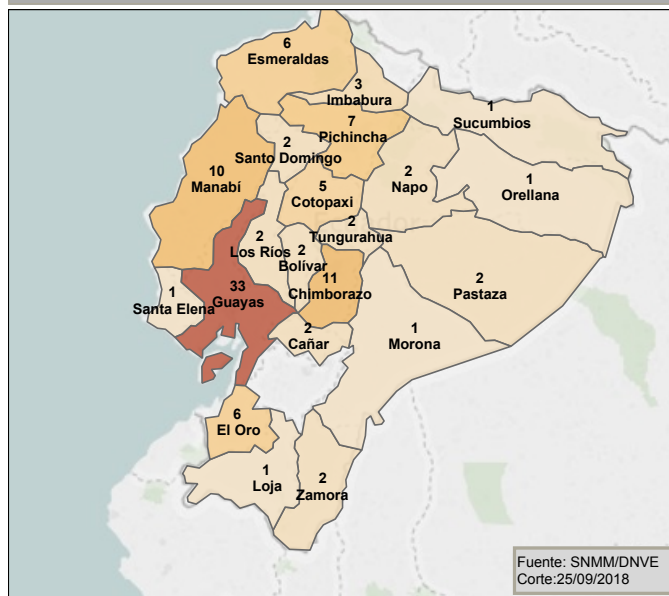 6
Esmeraldas
3
Imbabura
1
Sucumbios
7
Pichincha
2
Santo Domingo
10
Manabí
2
Napo
1
Orellana
5
Cotopaxi
2
Tungurahua
2
Los Ríos
2
Bolívar
11
Chimborazo
2
Pastaza
33
Guayas
1
Santa Elena
2
Cañar
1
Morona
6
El Oro
1
Loja
2
Zamora
Fuente: SNMM/DNVE
Corte:25/09/2018